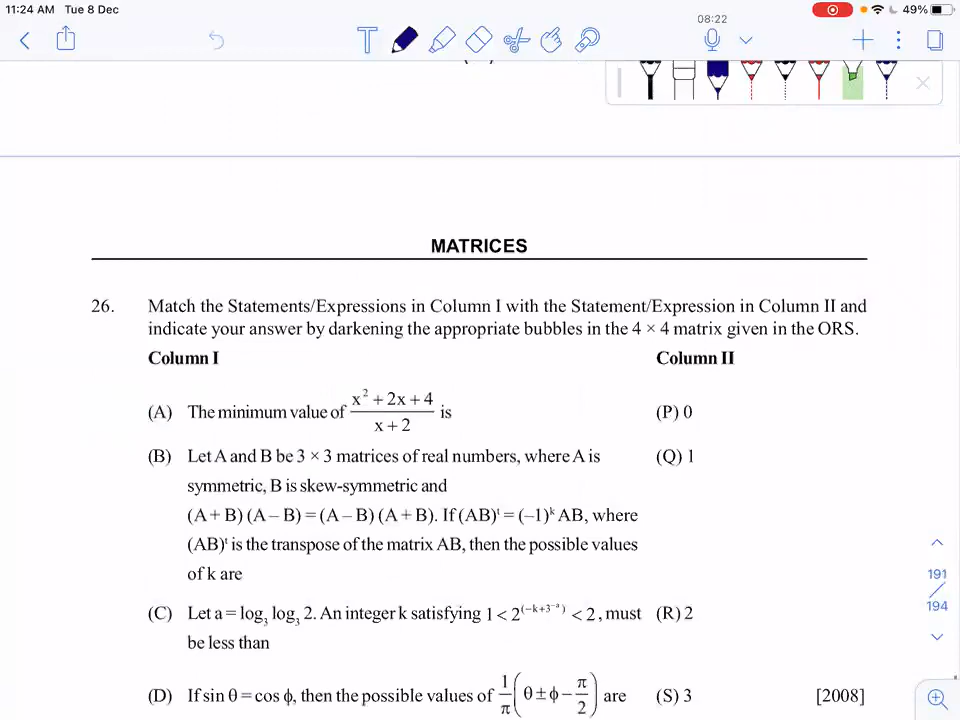 11:24 AM Tue 8 Dec
49%
08:22
MATRICES
26. Match the Statements/Expressions in Column I with the Statement/Expression in Column II and
indicate your answer by darkening the appropriate bubbles in the 4 × 4 matrix given in the ORS.
Column I Column II
(A) The minimum value of (x² + 2x + 4)/(x + 2) is (P) 0
(B) Let A and B be 3 × 3 matrices of real numbers, where A is (Q) 1
symmetric, B is skew-symmetric and
(A + B) (A – B) = (A – B) (A + B). If (AB)ᵗ = (–1)ᵏ AB, where
(AB)ᵗ is the transpose of the matrix AB, then the possible values
of k are
(C) Let a = log₃ log₃ 2. An integer k satisfying 1 < 2^(–k+3^–a) < 2, must (R) 2
be less than
(D) If sin θ = cos ϕ, then the possible values of 1/π (θ ± ϕ – π/2) are (S) 3 [2008]
191
194